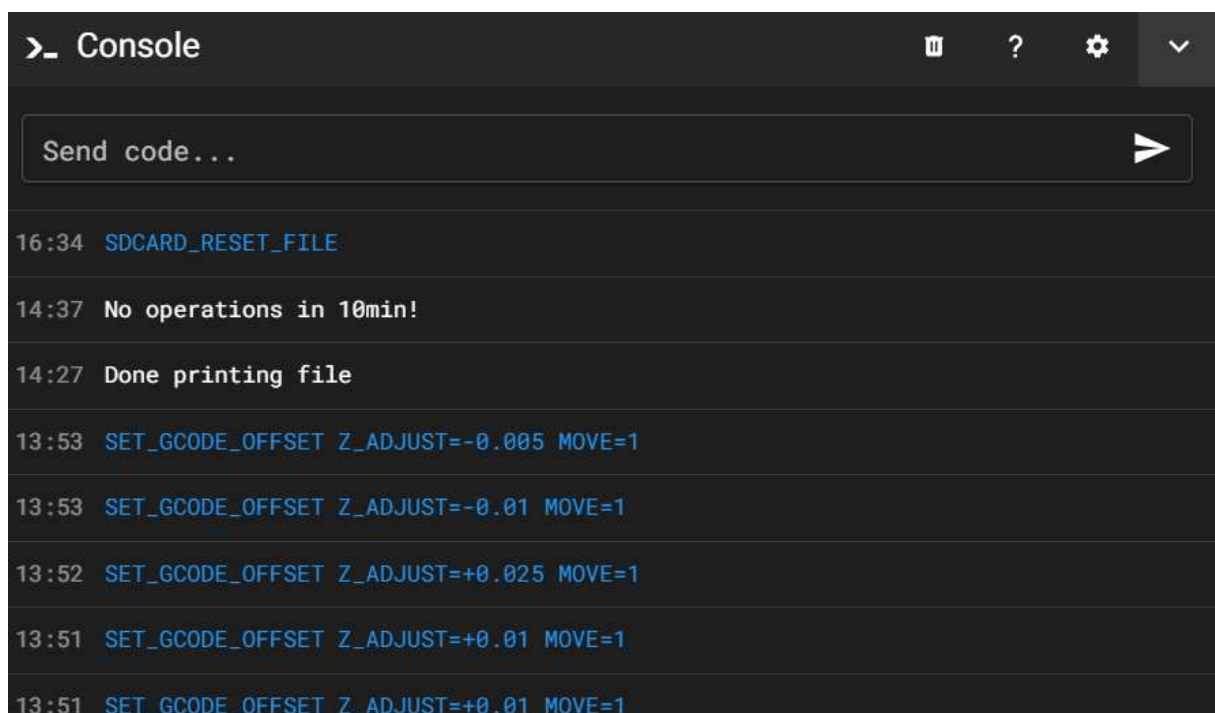 Console
Send code...
16:34 SDCARD_RESET_FILE
14:37 No operations in 10min!
14:27 Done printing file
13:53 SET_GCODE_OFFSET Z_ADJUST=-0.005 MOVE=1
13:53 SET_GCODE_OFFSET Z_ADJUST=-0.01 MOVE=1
13:52 SET_GCODE_OFFSET Z_ADJUST=+0.025 MOVE=1
13:51 SET_GCODE_OFFSET Z_ADJUST=+0.01 MOVE=1
13:51 SET_GCODE_OFFSET Z_ADJUST=+0.01 MOVE=1